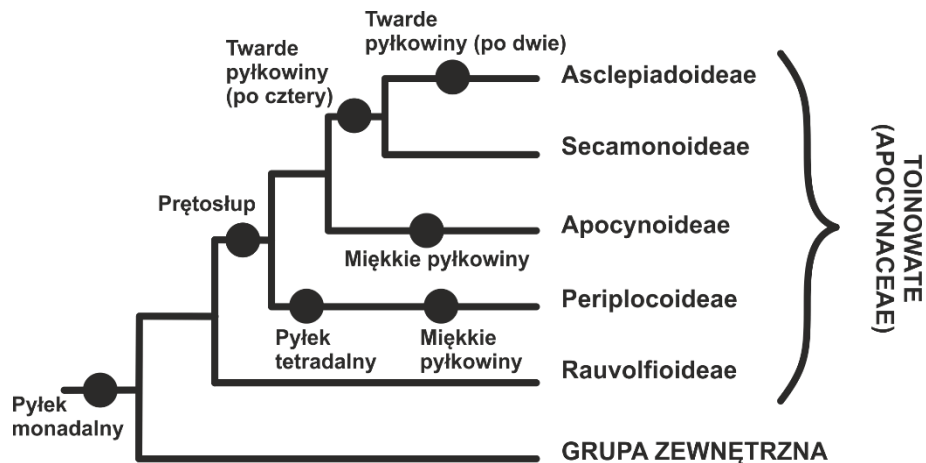 Twarde
pyłkowiny (po dwie)
Twarde
pyłkowiny
(po cztery)
Asclepiadoideae
Secamonoideae
Prętosłup
Apocynoideae
Miękkie pyłkowiny
Periplocoideae
Pyłek
tetradalny
Miękkie
pyłkowiny
Rauvolfioideae
Pyłek
monadalny
GRUPA ZEWNĘTRZNA
TOINOWATE
(APOCYNACEAE)